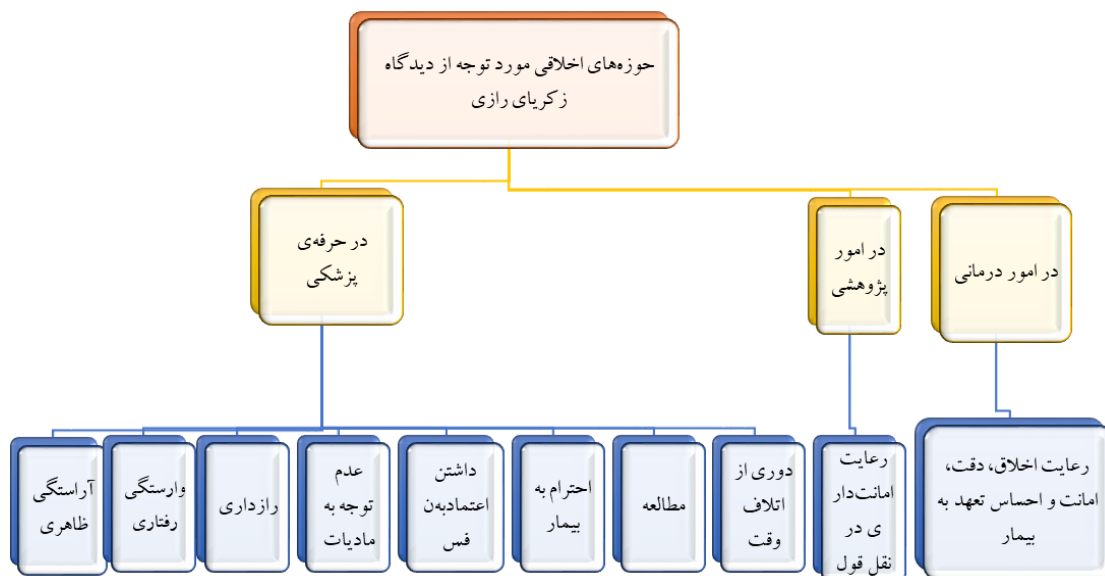 حوزه‌های اخلاقی مورد توجه از دیدگاه
زکریای رازی
در امور درمانی
در امور
پژوهشی
در حرفه‌ی
پزشکی
رعایت اخلاق، دقت،
امانت و احساس تعهد به
بیمار
رعایت
امانت‌دار
ی در
نقل قول
دوری از
اتلاف
وقت
مطالعه
احترام به
بیمار
داشتن
اعتمادبه‌ن
فس
عدم
توجه به
مادیات
رازداری
وارستگی
رفتاری
آراستگی
ظاهری